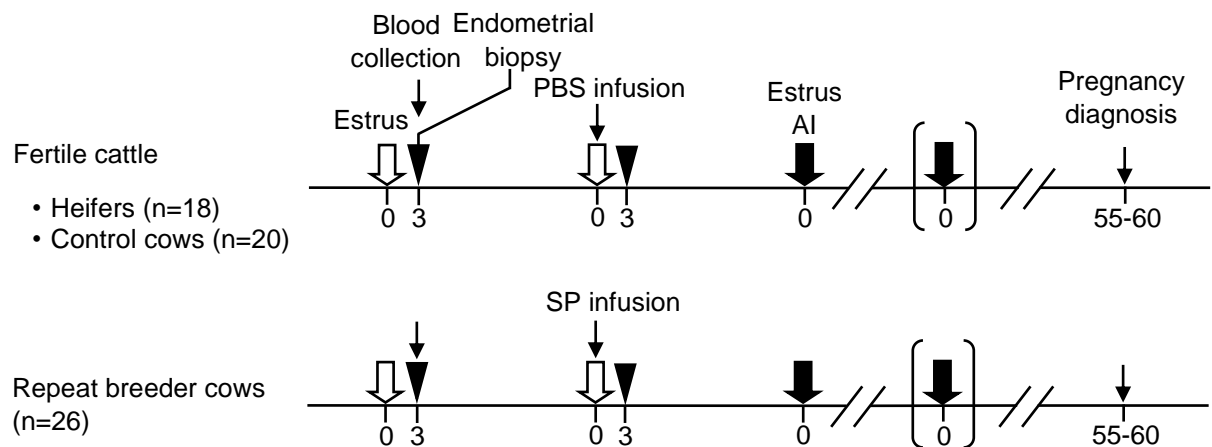 Blood
collection
Endometrial
biopsy
PBS infusion
Estrus
Estrus
AI
Pregnancy
diagnosis
Fertile cattle
• Heifers (n=18)
• Control cows (n=20)
0 3 0 3 0 0 55-60
SP infusion
Repeat breeder cows
(n=26)
0 3 0 3 0 0 55-60